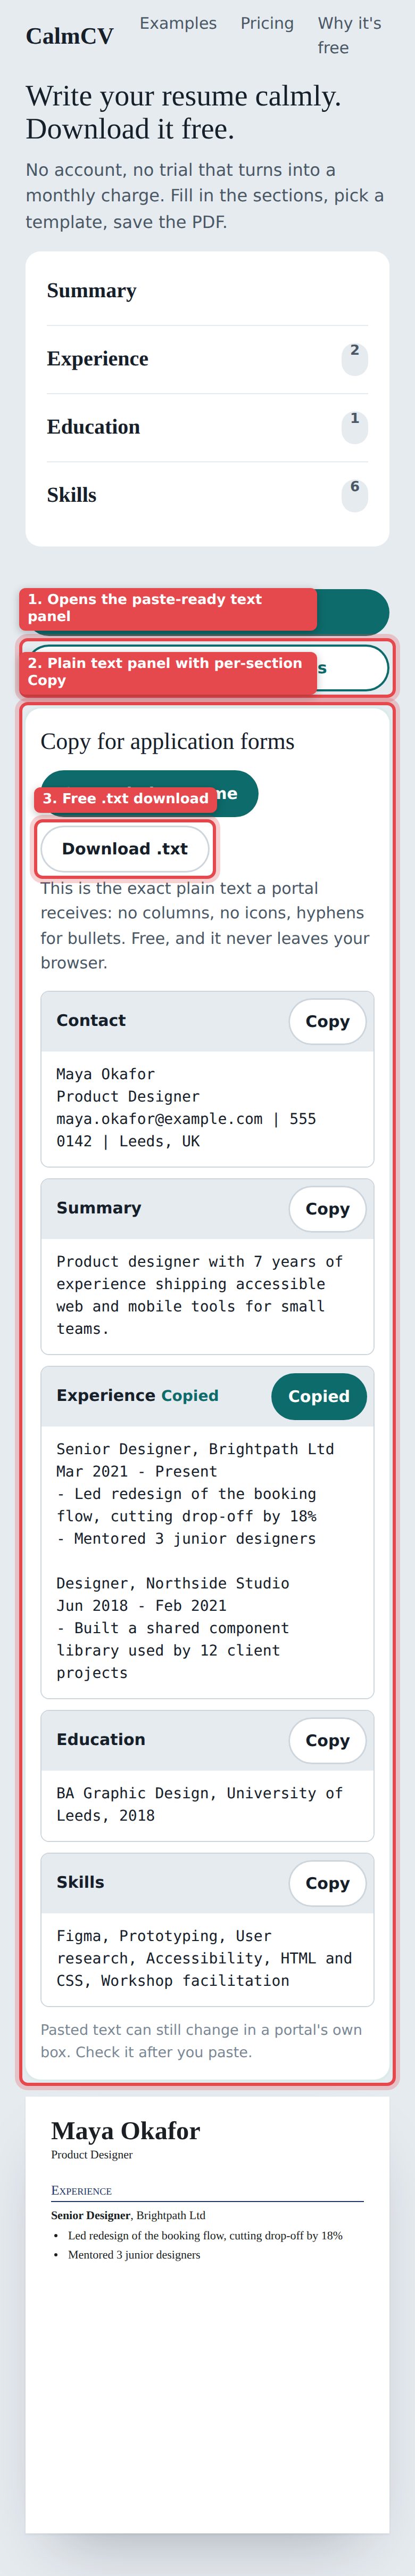 CalmCV
Examples
Pricing
Why it's
free
Write your resume calmly.
Download it free.
No account, no trial that turns into a
monthly charge. Fill in the sections, pick a
template, save the PDF.
Summary
Experience
2
Education
1
Skills
6
1. Opens the paste-ready text
panel
2. Plain text panel with per-section
Copy
Copy for application forms
3. Free .txt download
Download .txt
This is the exact plain text a portal
receives: no columns, no icons, hyphens
for bullets. Free, and it never leaves your
browser.
Contact
Copy
Maya Okafor
Product Designer
maya.okafor@example.com | 555
0142 | Leeds, UK
Summary
Copy
Product designer with 7 years of
experience shipping accessible
web and mobile tools for small
teams.
Experience Copied
Copied
Senior Designer, Brightpath Ltd
Mar 2021 - Present
- Led redesign of the booking
flow, cutting drop-off by 18%
- Mentored 3 junior designers
Designer, Northside Studio
Jun 2018 - Feb 2021
- Built a shared component
library used by 12 client
projects
Education
Copy
BA Graphic Design, University of
Leeds, 2018
Skills
Copy
Figma, Prototyping, User
research, Accessibility, HTML and
CSS, Workshop facilitation
Pasted text can still change in a portal's own
box. Check it after you paste.
Maya Okafor
Product Designer
Experience
Senior Designer, Brightpath Ltd
• Led redesign of the booking flow, cutting drop-off by 18%
• Mentored 3 junior designers